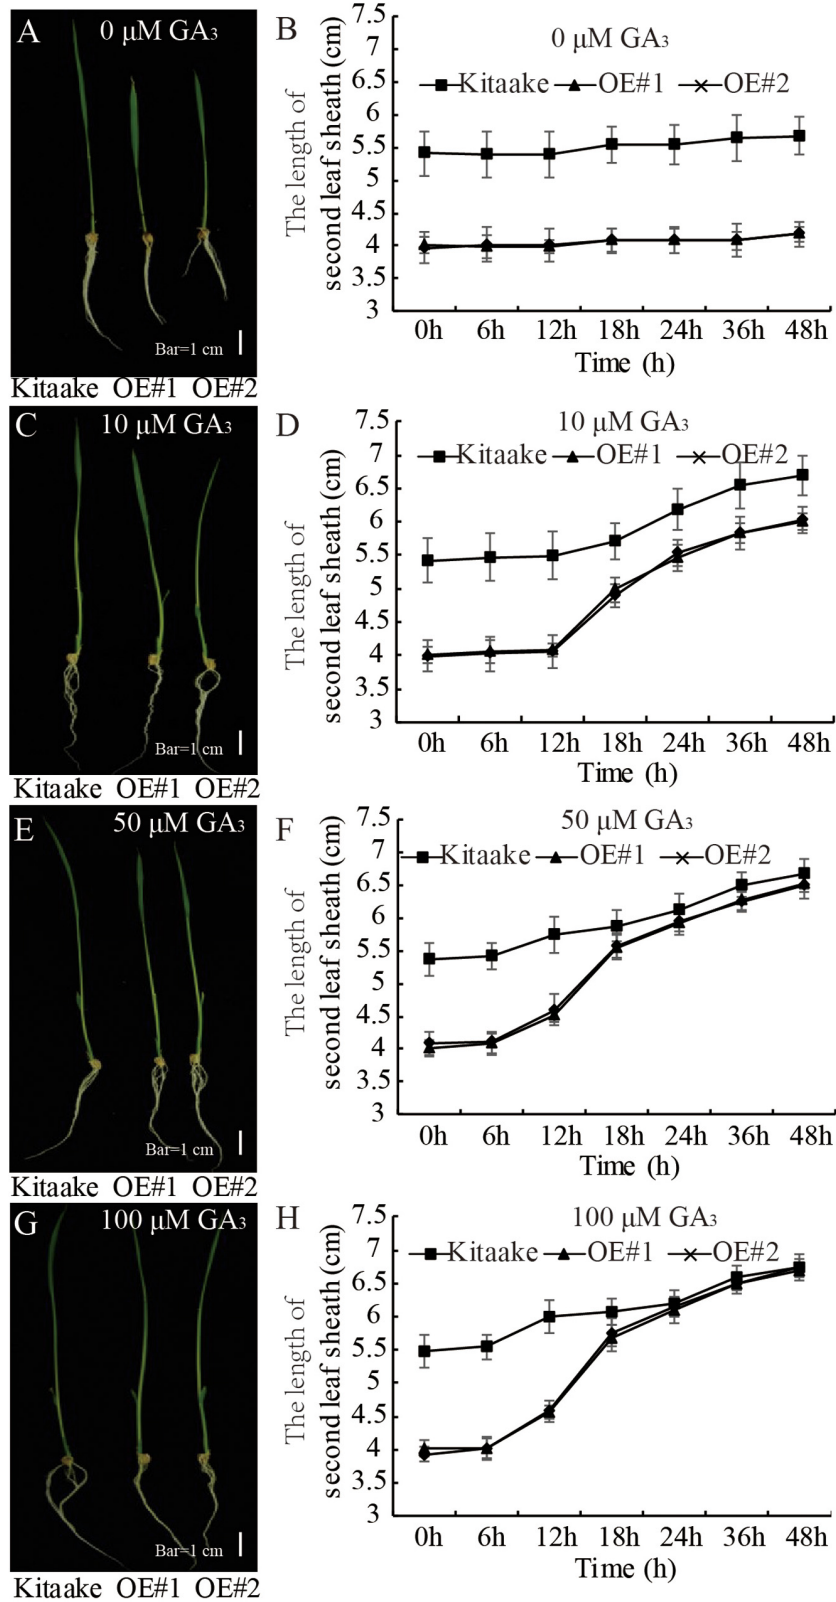 A
0 μM GA3
Bar=1 cm
Kitaake OE#1 OE#2
B
0 μM GA3
Kitaake OE#1 OE#2
The length of
second leaf sheath (cm)
7.5
7
6.5
6
5.5
5
4.5
4
3.5
3
0h 6h 12h 18h 24h 36h 48h
Time (h)
C
10 μM GA3
Bar=1 cm
Kitaake OE#1 OE#2
D
10 μM GA3
Kitaake OE#1 OE#2
The length of
second leaf sheath (cm)
7.5
7
6.5
6
5.5
5
4.5
4
3.5
3
0h 6h 12h 18h 24h 36h 48h
Time (h)
E
50 μM GA3
Bar=1 cm
Kitaake OE#1 OE#2
F
50 μM GA3
Kitaake OE#1 OE#2
The length of
second leaf sheath (cm)
7.5
7
6.5
6
5.5
5
4.5
4
3.5
3
0h 6h 12h 18h 24h 36h 48h
Time (h)
G
100 μM GA3
Bar=1 cm
Kitaake OE#1 OE#2
H
100 μM GA3
Kitaake OE#1 OE#2
The length of
second leaf sheath (cm)
7.5
7
6.5
6
5.5
5
4.5
4
3.5
3
0h 6h 12h 18h 24h 36h 48h
Time (h)